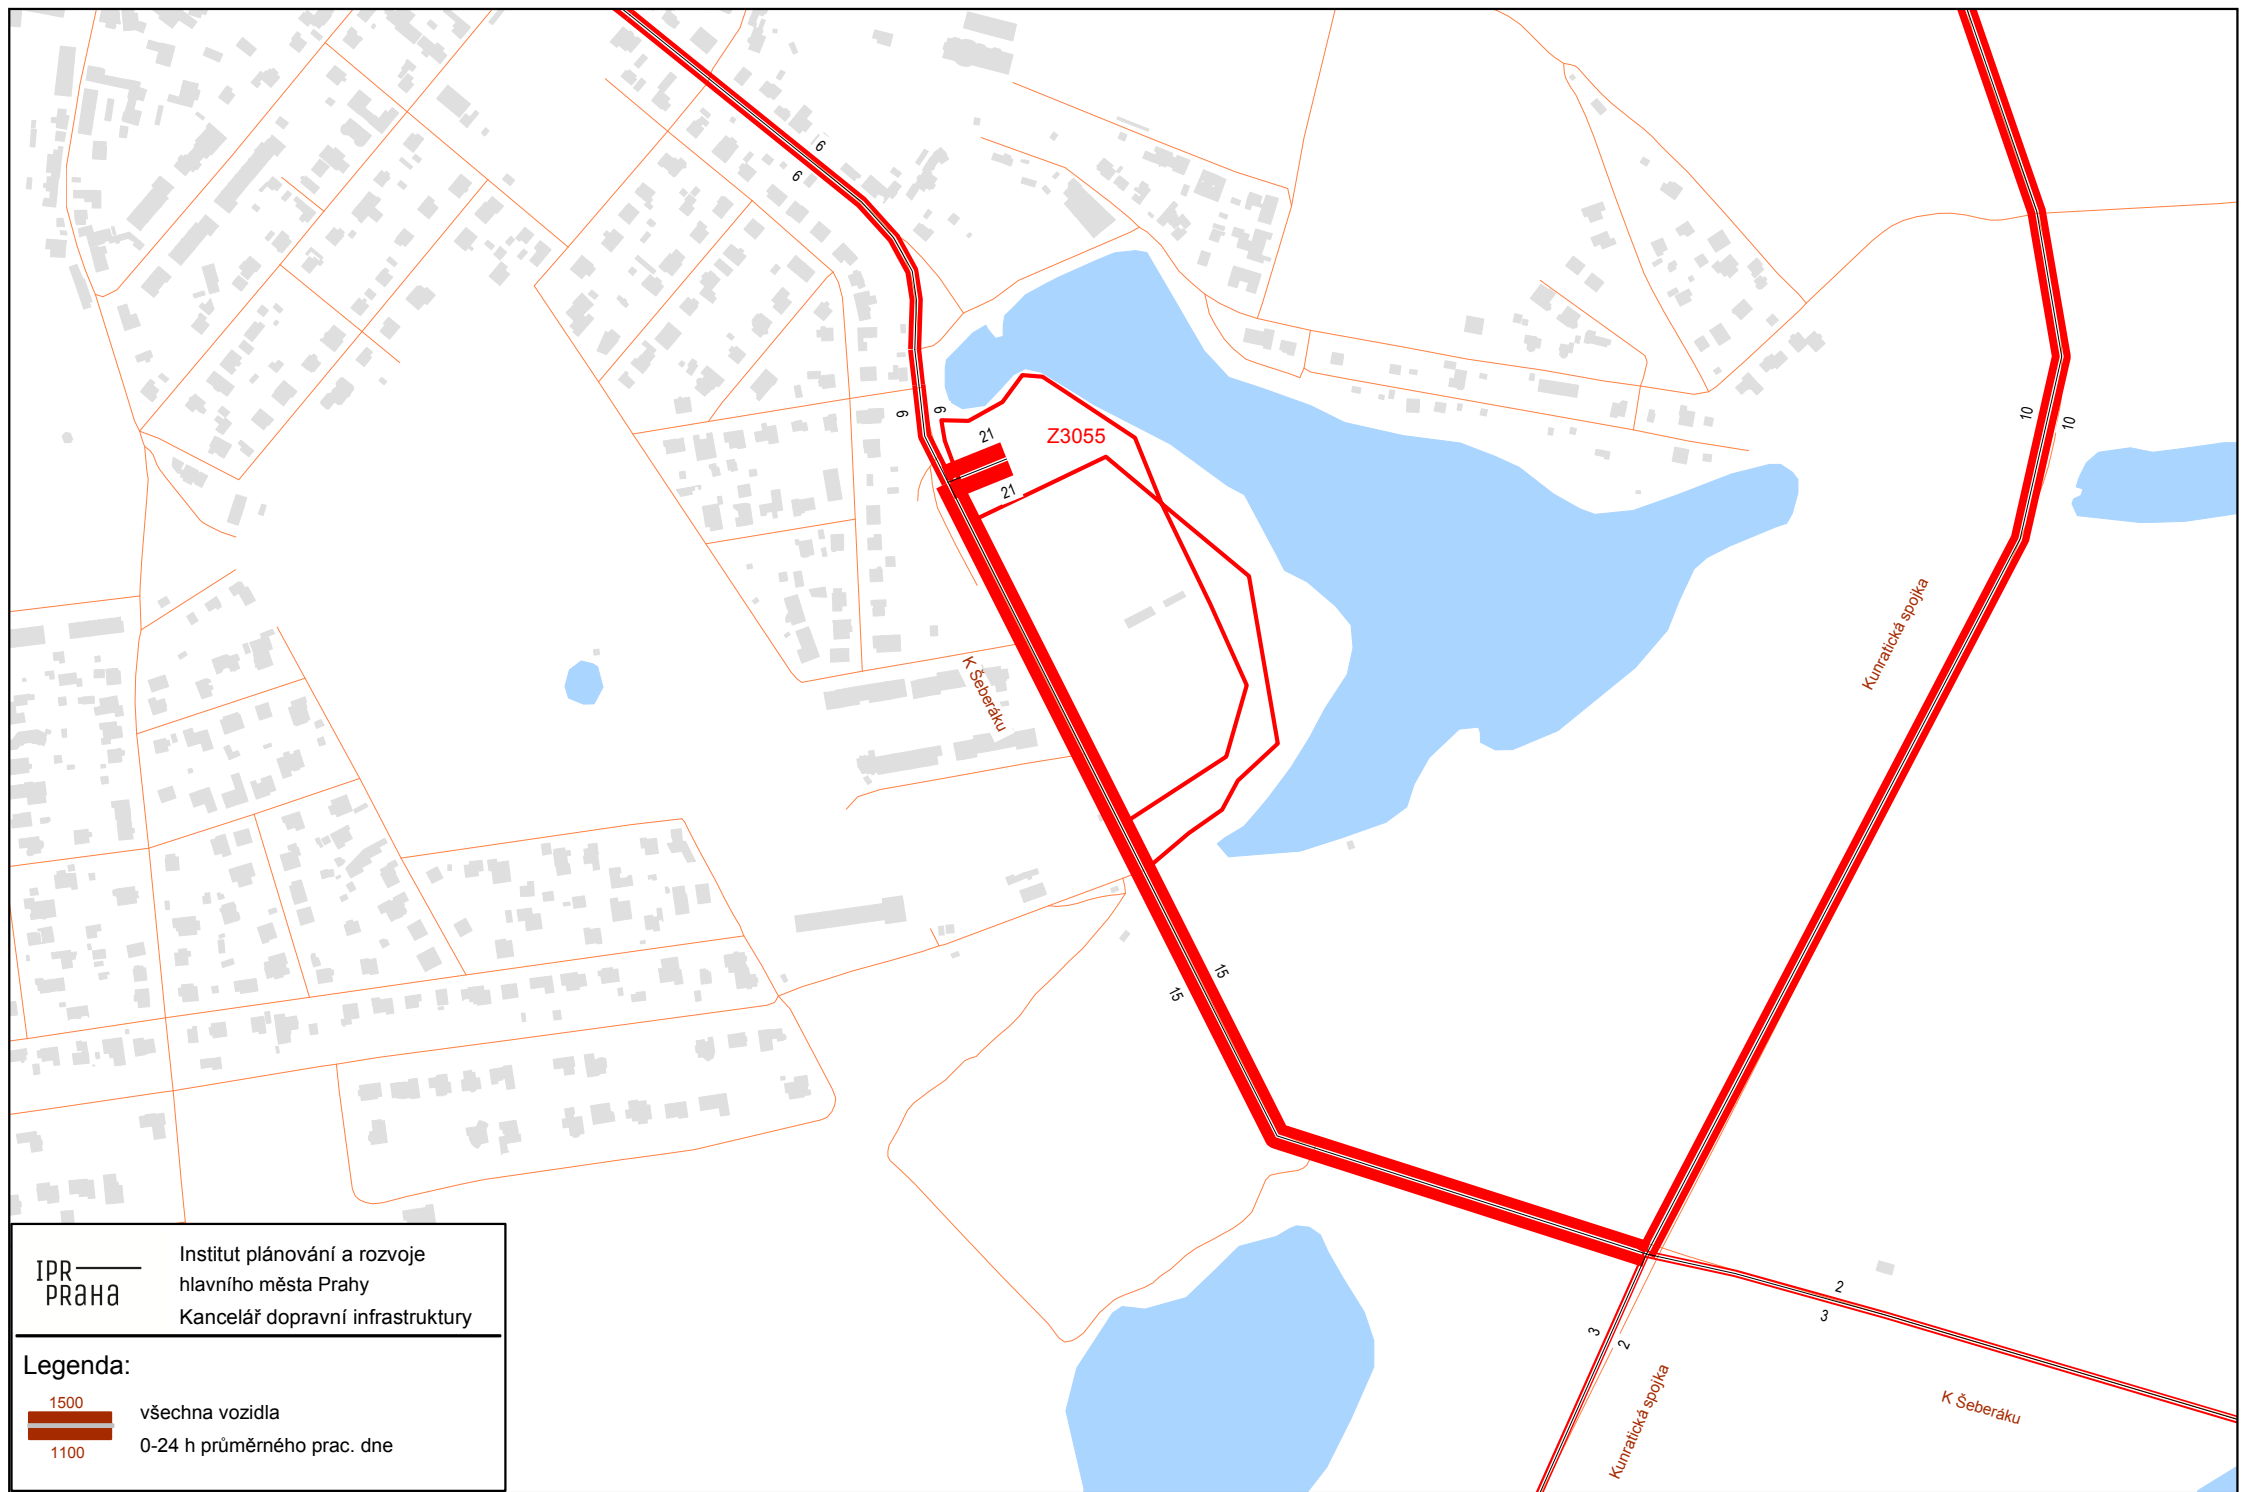 6
6
6
6
21
Z3055
21
10
10
Kunratická spojka
K Šeberáku
15
15
2
3
3
2
Kunratická spojka
K Šeberáku
IPR
PRAHA
Institut plánování a rozvoje
hlavního města Prahy
Kancelář dopravní infrastruktury
Legenda:
1500
všechna vozidla
1100
0-24 h průměrného prac. dne